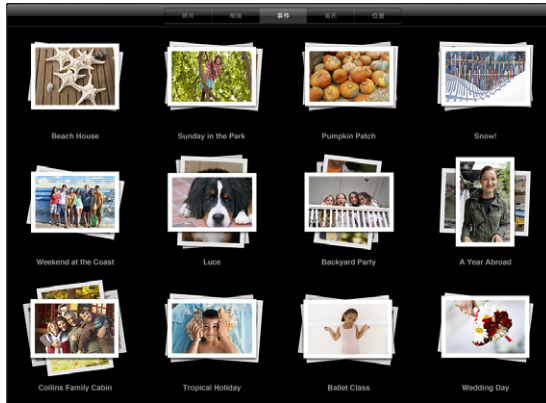 照片 相簿 事件 面孔 位置
Beach House Sunday in the Park Pumpkin Patch Snow!
Weekend at the Coast Luce Backyard Party A Year Abroad
Collins Family Cabin Tropical Holiday Ballet Class Wedding Day